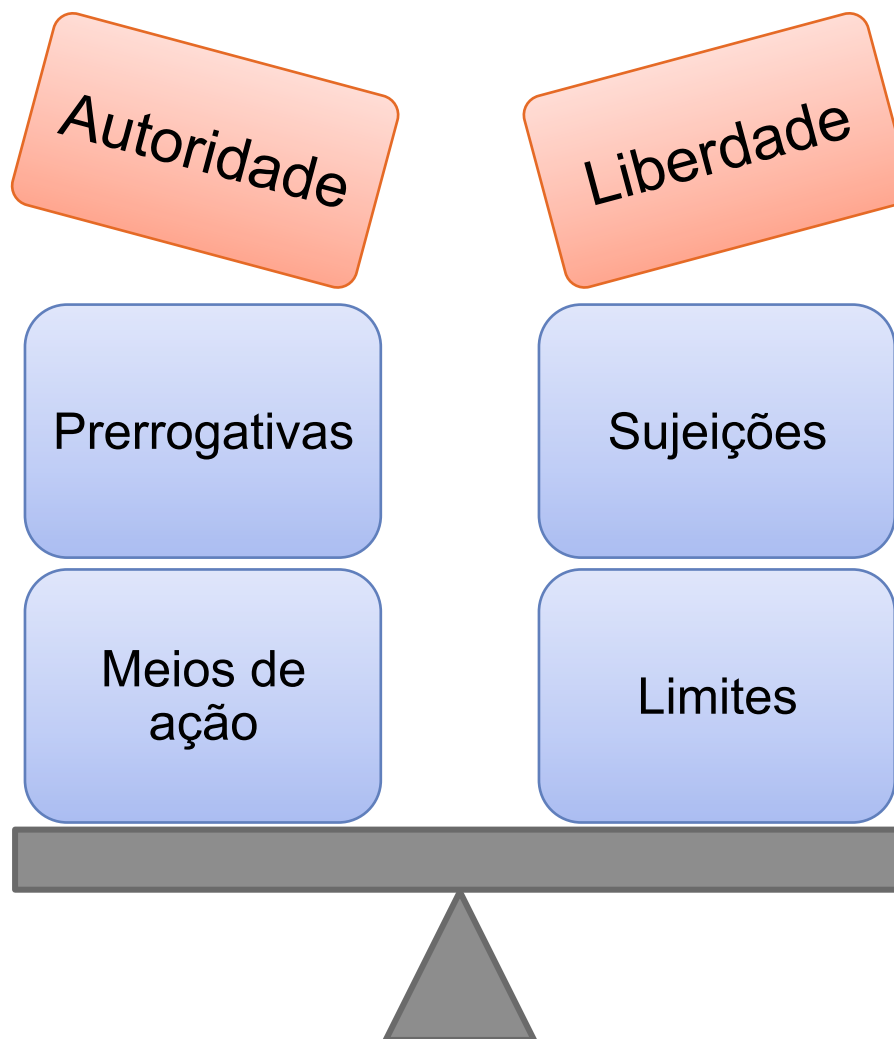 Autoridade
Liberdade
Prerrogativas
Sujeições
Meios de
ação
Limites